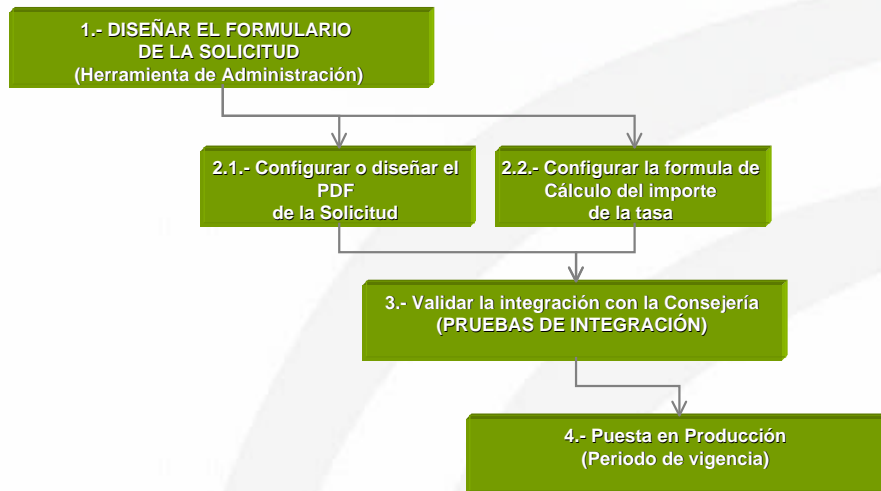 1.- DISEÑAR EL FORMULARIO
DE LA SOLICITUD
(Herramienta de Administración)
2.1.- Configurar o diseñar el
PDF
de la Solicitud
2.2.- Configurar la formula de
Cálculo del importe
de la tasa
3.- Validar la integración con la Consejería
(PRUEBAS DE INTEGRACIÓN)
4.- Puesta en Producción
(Periodo de vigencia)